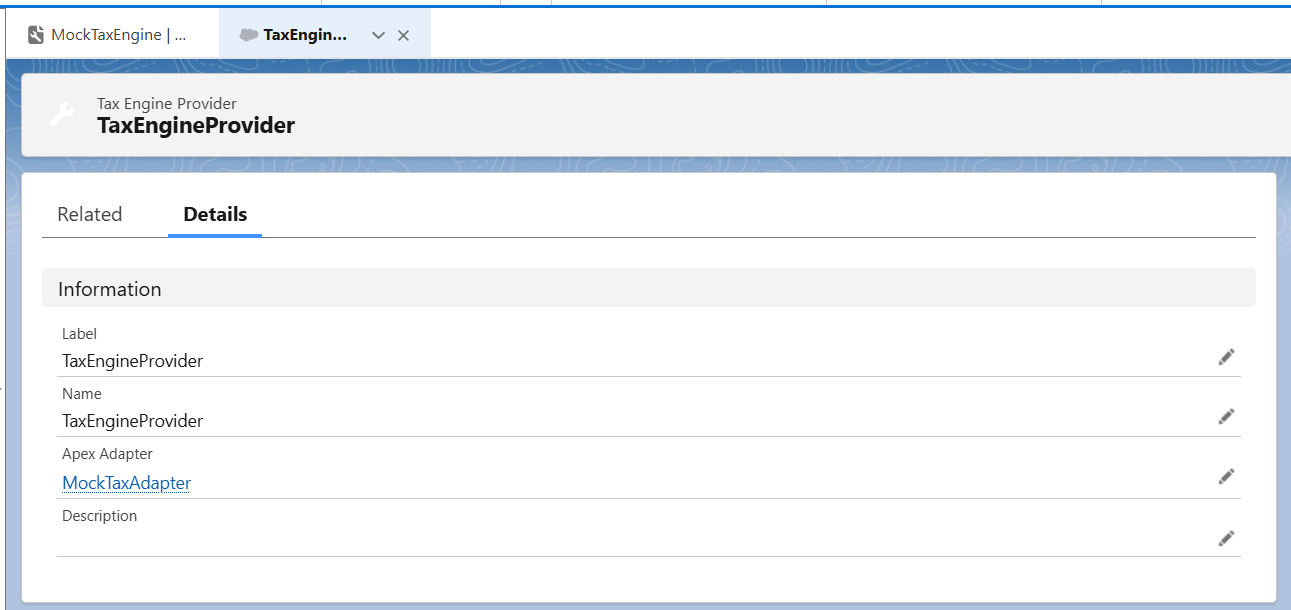 MockTaxEngine | ...
TaxEngin...
Tax Engine Provider
TaxEngineProvider
Related
Details
Information
Label
TaxEngineProvider
Name
TaxEngineProvider
Apex Adapter
MockTaxAdapter
Description